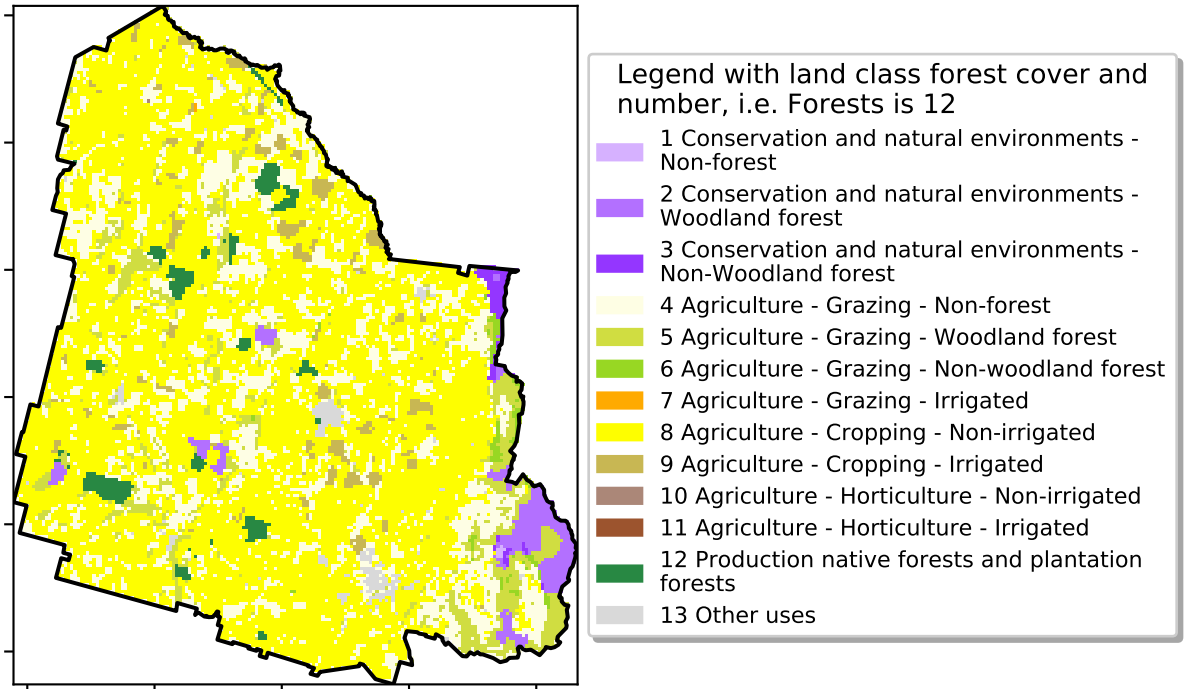 Legend with land class forest cover and
number, i.e. Forests is 12
1 Conservation and natural environments -
Non-forest
2 Conservation and natural environments -
Woodland forest
3 Conservation and natural environments -
Non-Woodland forest
4 Agriculture - Grazing - Non-forest
5 Agriculture - Grazing - Woodland forest
6 Agriculture - Grazing - Non-woodland forest
7 Agriculture - Grazing - Irrigated
8 Agriculture - Cropping - Non-irrigated
9 Agriculture - Cropping - Irrigated
10 Agriculture - Horticulture - Non-irrigated
11 Agriculture - Horticulture - Irrigated
12 Production native forests and plantation
forests
13 Other uses